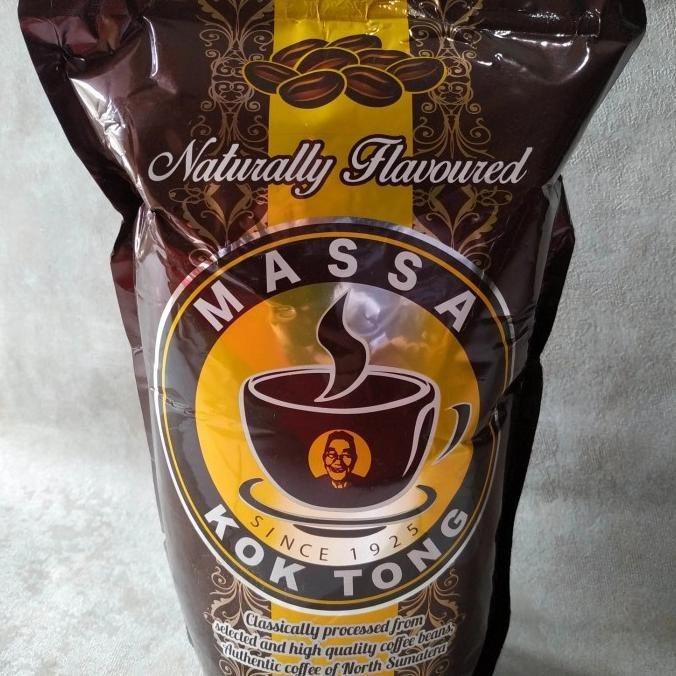 Naturally Flavoured
MASSA
SINCE 1925
KOK TONG
Classically processed from
selected and high quality coffee beans.
Authentic coffee of North Sumatera